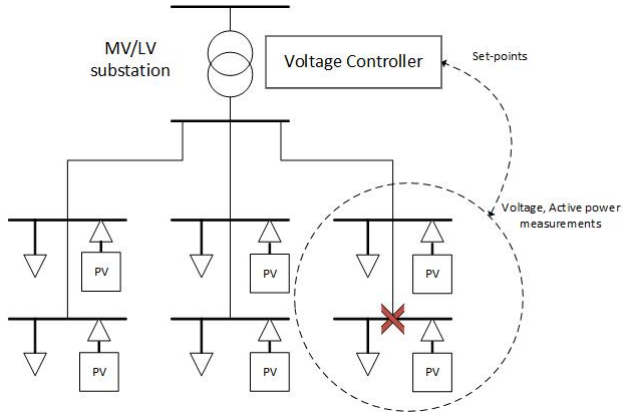 MV/LV
substation
Voltage Controller
Set-points
Voltage, Active power
measurements
PV
PV
PV
PV
PV
PV